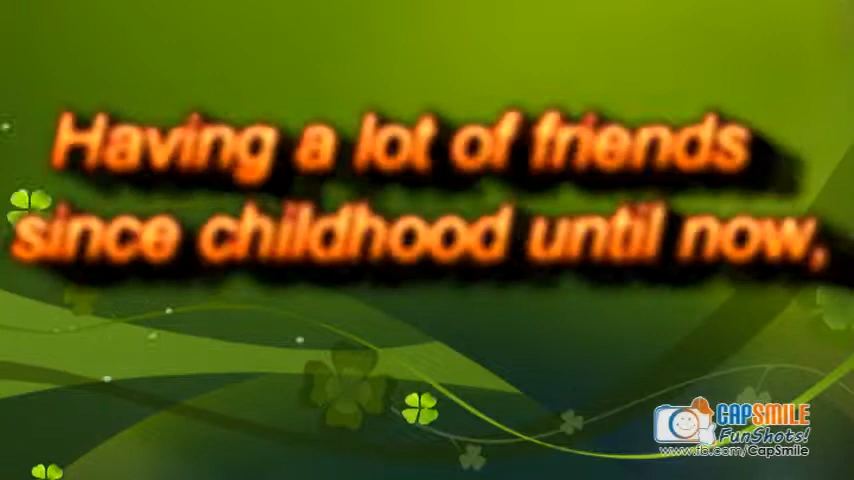 Having a lot of friends
since childhood until now,
CAPSMILE
FunShots!
www.fb.com/CapSmile